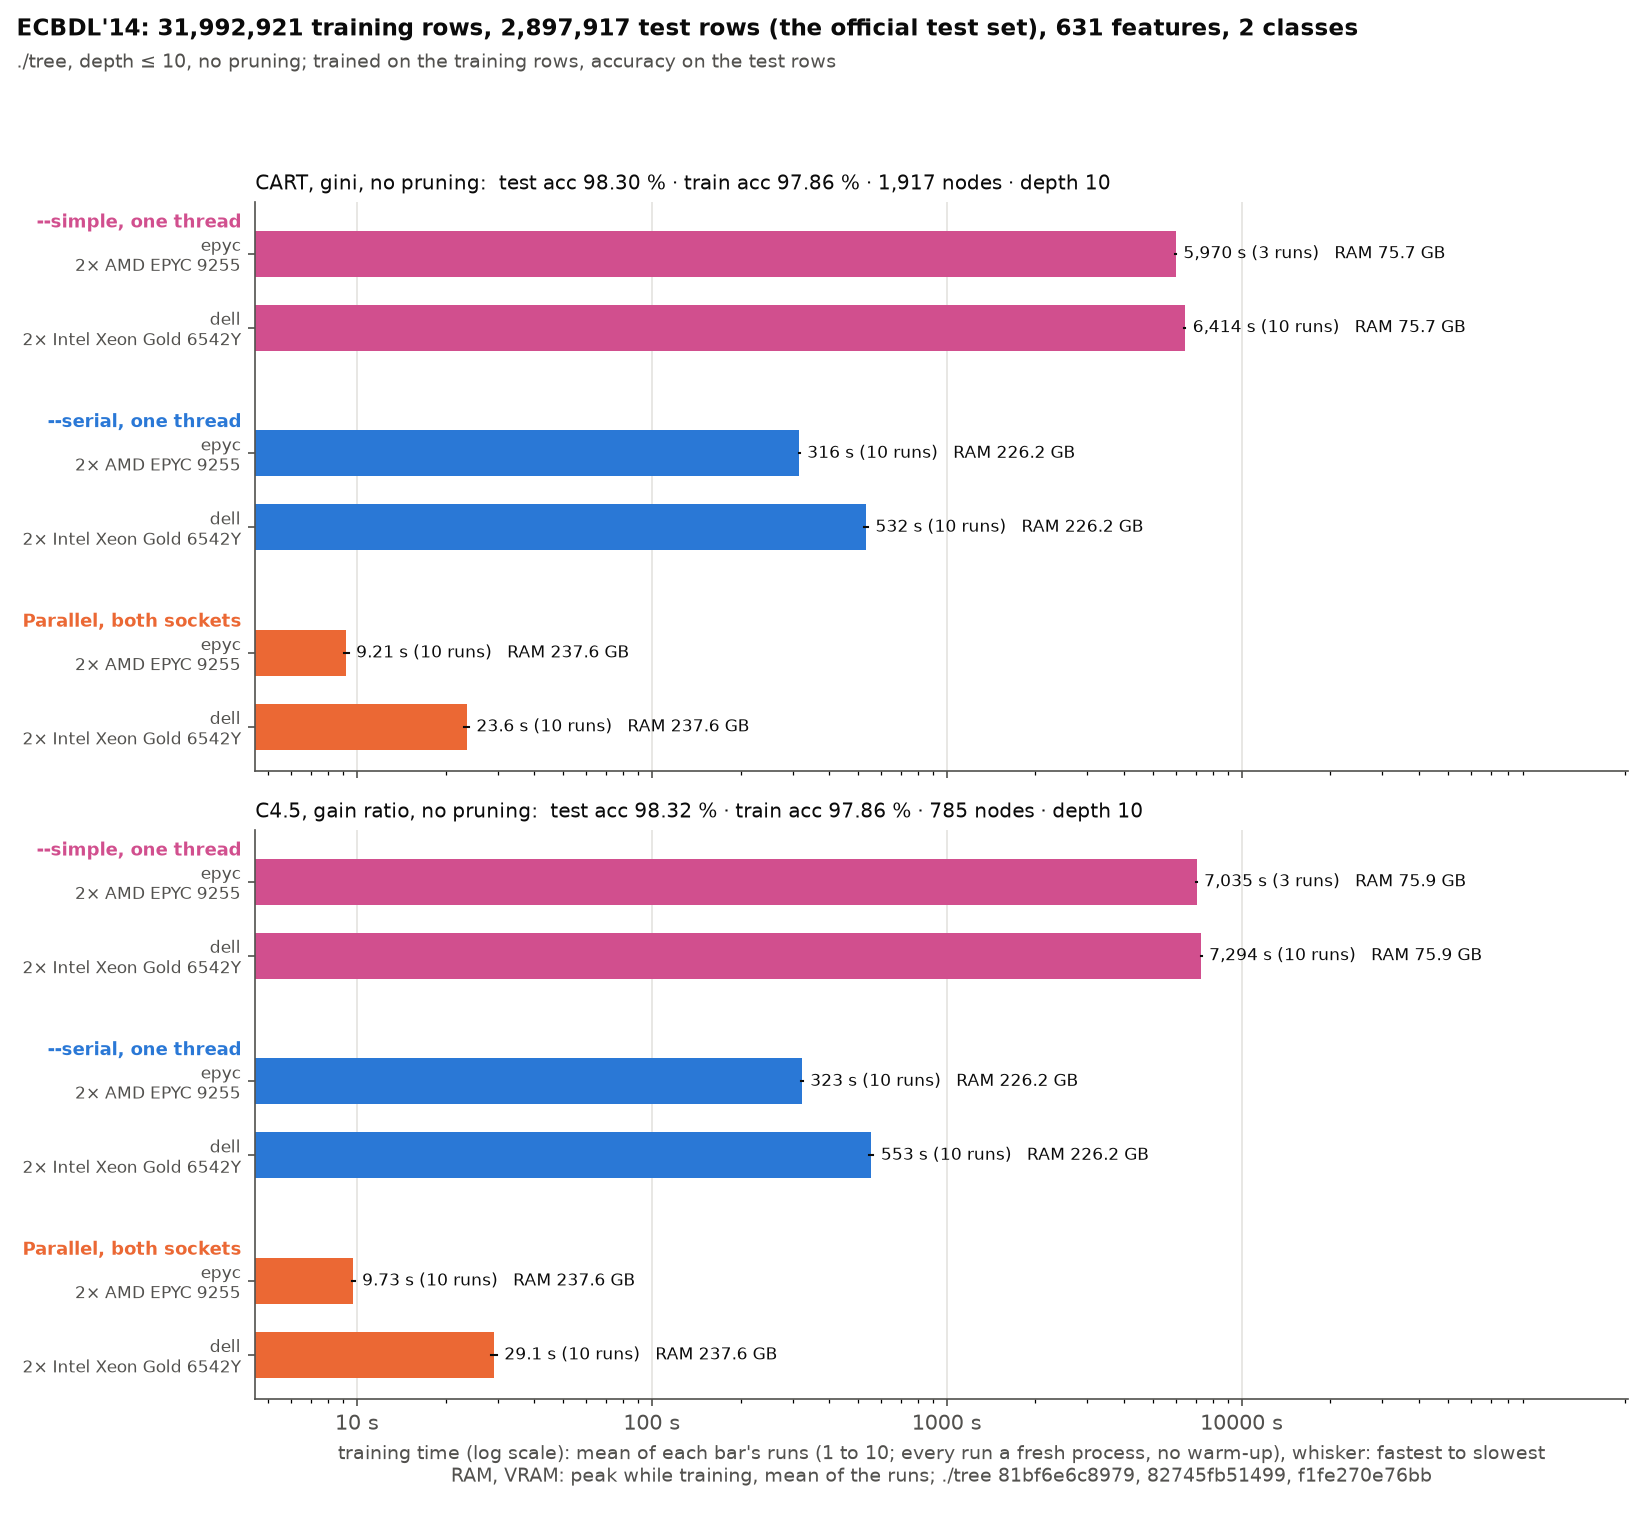 ECBDL'14: 31,992,921 training rows, 2,897,917 test rows (the official test set), 631 features, 2 classes
./tree, depth ≤ 10, no pruning; trained on the training rows, accuracy on the test rows
CART, gini, no pruning:  test acc 98.30 % · train acc 97.86 % · 1,917 nodes · depth 10
--simple, one thread
epyc
2× AMD EPYC 9255
5,970 s (3 runs)   RAM 75.7 GB
dell
2× Intel Xeon Gold 6542Y
6,414 s (10 runs)   RAM 75.7 GB
--serial, one thread
epyc
2× AMD EPYC 9255
316 s (10 runs)   RAM 226.2 GB
dell
2× Intel Xeon Gold 6542Y
532 s (10 runs)   RAM 226.2 GB
Parallel, both sockets
epyc
2× AMD EPYC 9255
9.21 s (10 runs)   RAM 237.6 GB
dell
2× Intel Xeon Gold 6542Y
23.6 s (10 runs)   RAM 237.6 GB
C4.5, gain ratio, no pruning:  test acc 98.32 % · train acc 97.86 % · 785 nodes · depth 10
--simple, one thread
epyc
2× AMD EPYC 9255
7,035 s (3 runs)   RAM 75.9 GB
dell
2× Intel Xeon Gold 6542Y
7,294 s (10 runs)   RAM 75.9 GB
--serial, one thread
epyc
2× AMD EPYC 9255
323 s (10 runs)   RAM 226.2 GB
dell
2× Intel Xeon Gold 6542Y
553 s (10 runs)   RAM 226.2 GB
Parallel, both sockets
epyc
2× AMD EPYC 9255
9.73 s (10 runs)   RAM 237.6 GB
dell
2× Intel Xeon Gold 6542Y
29.1 s (10 runs)   RAM 237.6 GB
10 s   100 s   1000 s   10000 s
training time (log scale): mean of each bar's runs (1 to 10; every run a fresh process, no warm-up), whisker: fastest to slowest
RAM, VRAM: peak while training, mean of the runs; ./tree 81bf6e6c8979, 82745fb51499, f1fe270e76bb